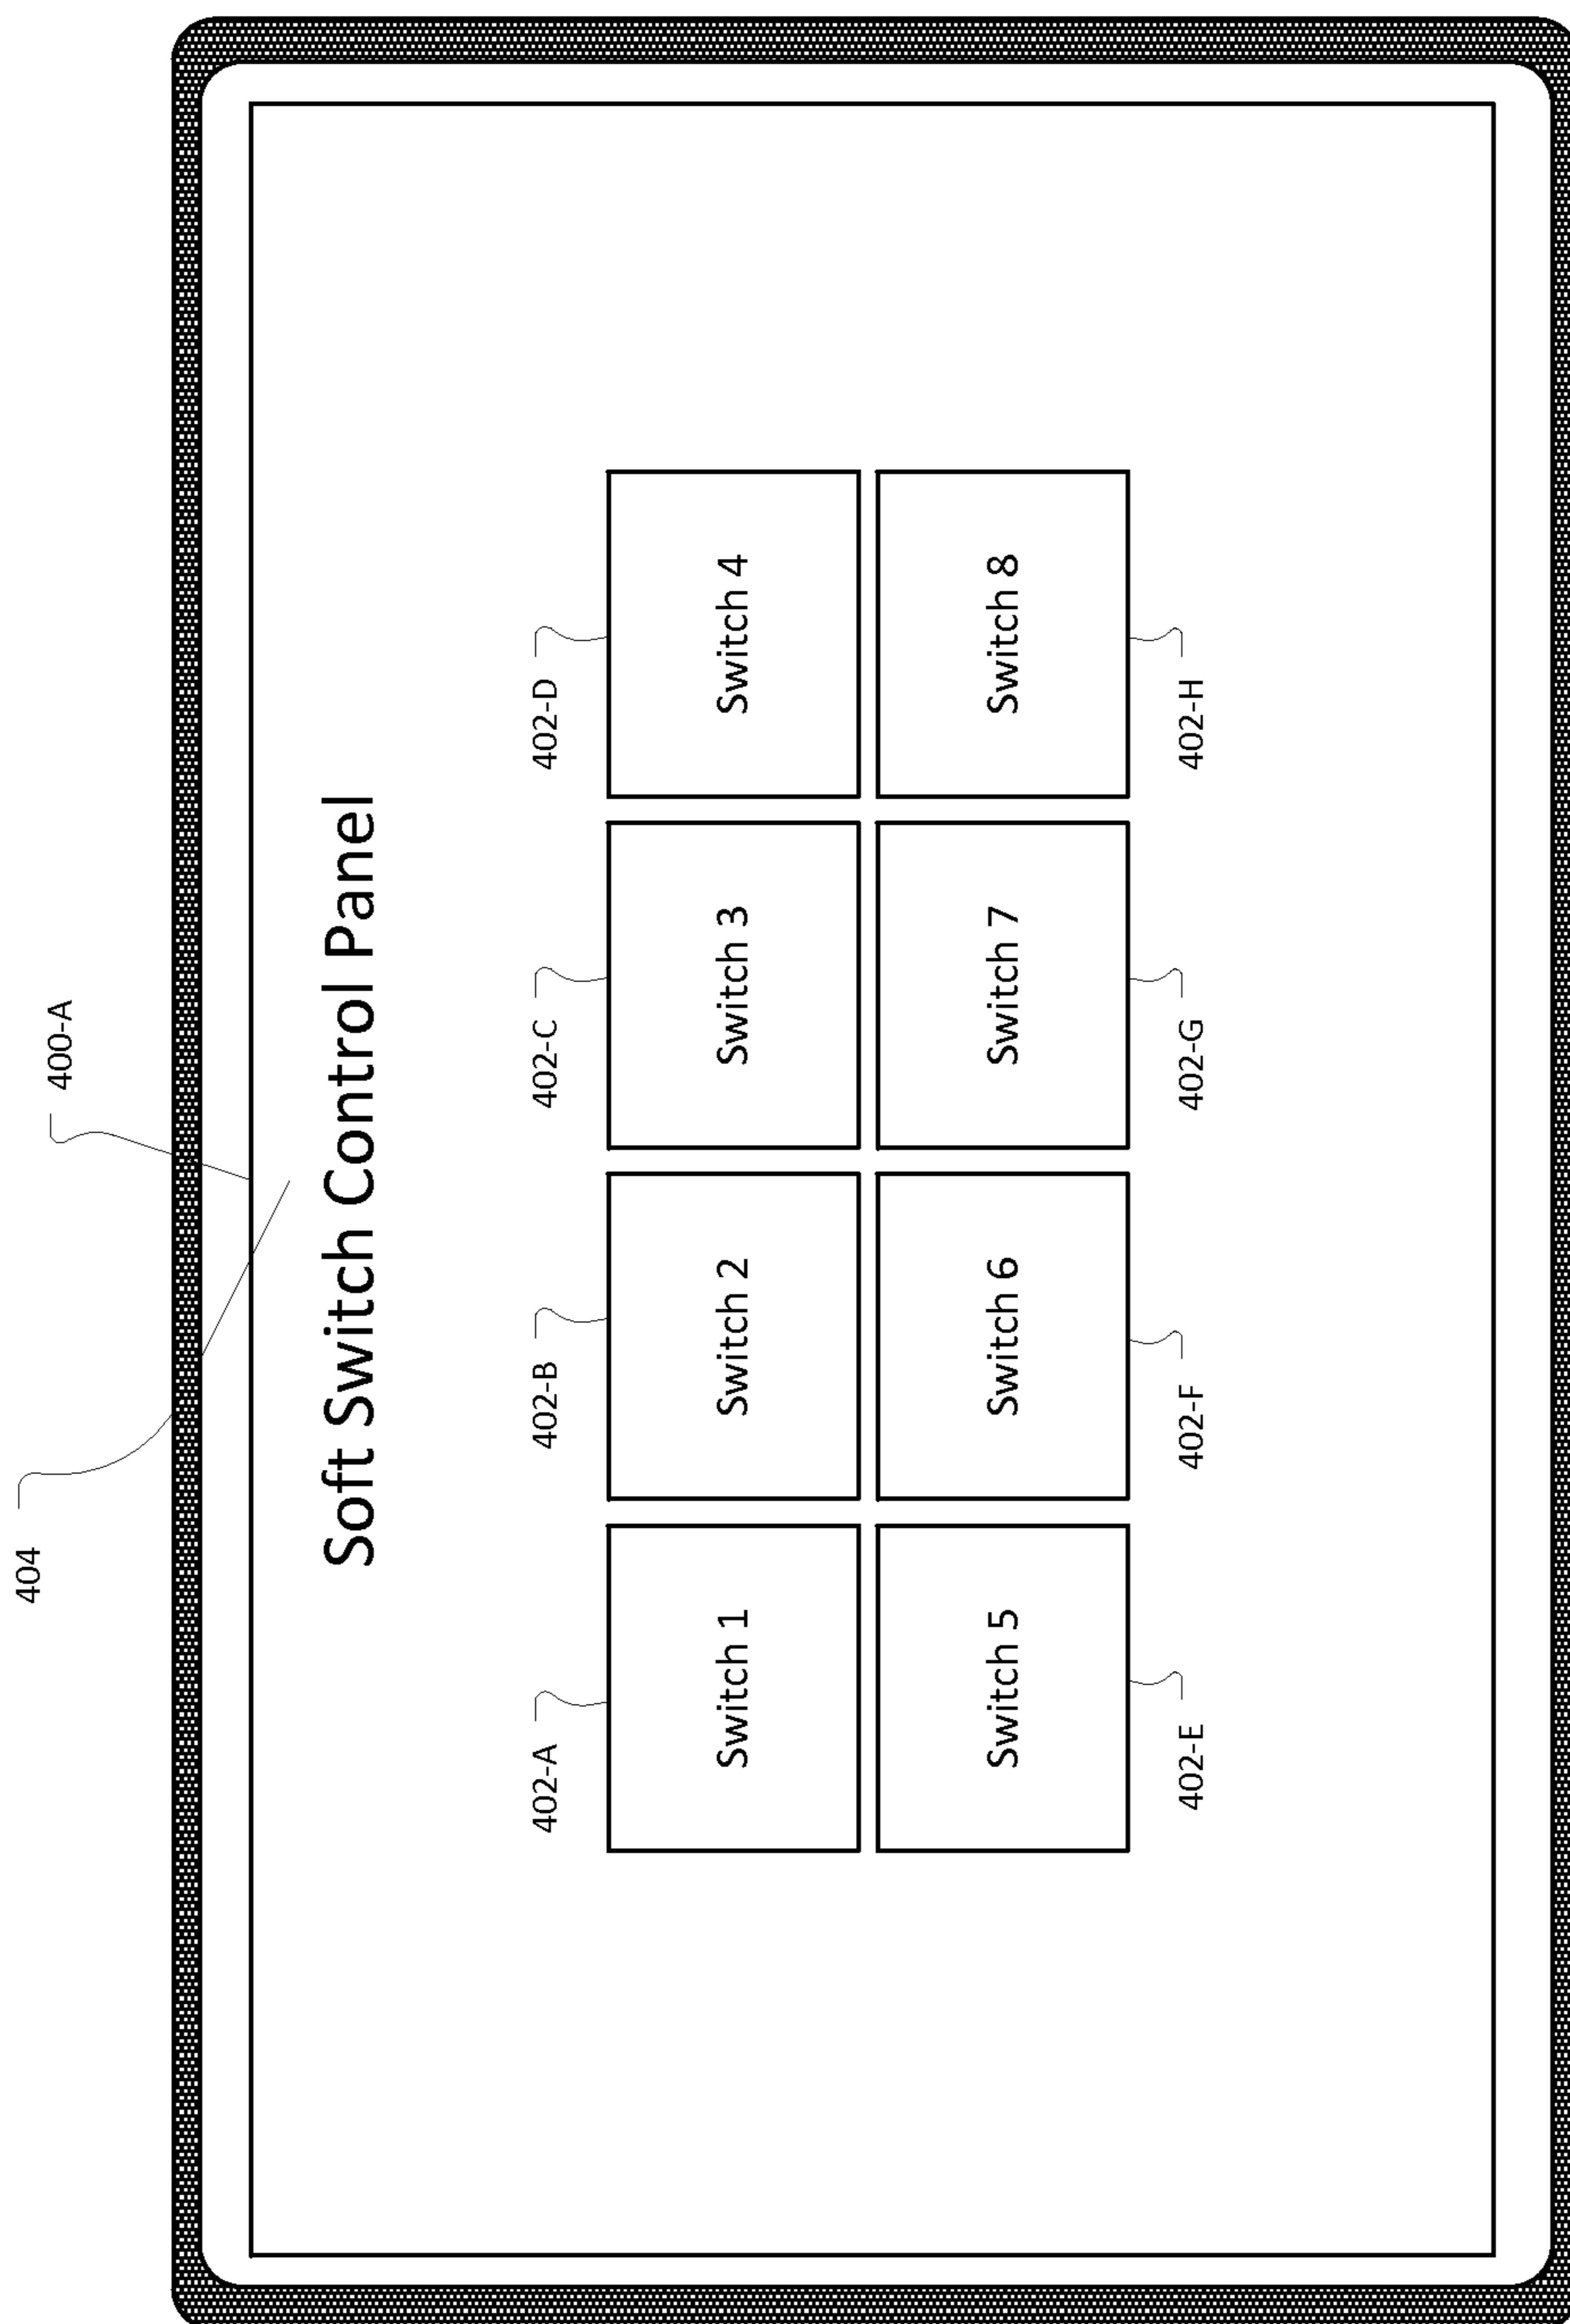 404
400-A
Soft Switch Control Panel
402-A
402-B
402-C
402-D
Switch 1
Switch 2
Switch 3
Switch 4
Switch 5
Switch 6
Switch 7
Switch 8
402-E
402-F
402-G
402-H